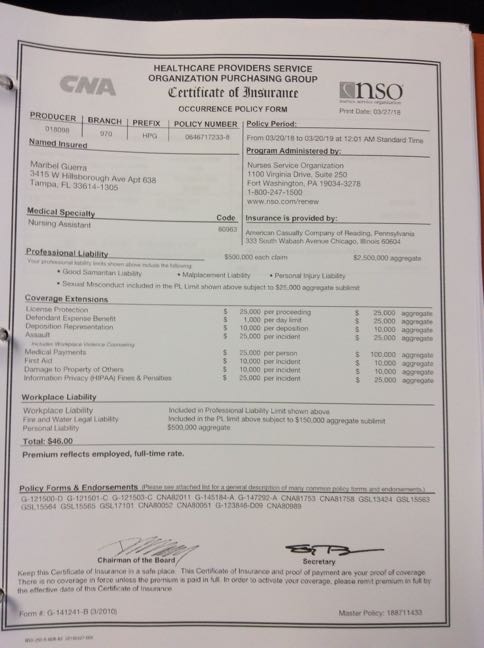 CNA
HEALTHCARE PROVIDERS SERVICE
ORGANIZATION PURCHASING GROUP
Certificate of Insurance
OCCURRENCE POLICY FORM
nso
Print Date: 03/27/18
PRODUCER BRANCH PREFIX POLICY NUMBER
018098 970 HPG 0646717233-8
Policy Period:
From 03/20/18 to 03/20/19 at 12:01 AM Standard Time
Named Insured
Maribel Guerra
3415 W Hillsborough Ave Apt 638
Tampa, FL 33614-1305
Program Administered by:
Nurses Service Organization
1100 Virginia Drive, Suite 250
Fort Washington, PA 19034-3278
1-800-247-1500
www.nso.com/renew
Medical Specialty Code
Nursing Assistant 80963
Insurance is provided by:
American Casualty Company of Reading, Pennsylvania
333 South Wabash Avenue Chicago, Illinois 60604
Professional Liability $500,000 each claim $2,500,000 aggregate
Your professional liability limits shown above include the following:
• Good Samaritan Liability • Malplacement Liability • Personal Injury Liability
• Sexual Misconduct included in the PL Limit shown above subject to $25,000 aggregate sublimit
Coverage Extensions
License Protection $ 25,000 per proceeding $ 25,000 aggregate
Defendant Expense Benefit $ 1,000 per day limit $ 25,000 aggregate
Deposition Representation $ 10,000 per deposition $ 10,000 aggregate
Assault $ 25,000 per incident $ 25,000 aggregate
Includes Workplace Violence Counseling
Medical Payments $ 25,000 per person $ 100,000 aggregate
First Aid $ 10,000 per incident $ 10,000 aggregate
Damage to Property of Others $ 10,000 per incident $ 10,000 aggregate
Information Privacy (HIPAA) Fines & Penalties $ 25,000 per incident $ 25,000 aggregate
Workplace Liability
Workplace Liability Included in Professional Liability Limit shown above
Fire and Water Legal Liability Included in the PL limit above subject to $150,000 aggregate sublimit
Personal Liability $500,000 aggregate
Total: $46.00
Premium reflects employed, full-time rate.
Policy Forms & Endorsements (Please see attached list for a general description of many common policy forms and endorsements.)
G-121500-D G-121501-C G-121503-C CNA82011 G-145184-A G-147292-A CNA81753 CNA81758 GSL13424 GSL15563
GSL15564 GSL15565 GSL17101 CNA80052 CNA80051 G-123846-D09 CNA80989
Chairman of the Board Secretary
Keep this Certificate of Insurance in a safe place. This Certificate of Insurance and proof of payment are your proof of coverage.
There is no coverage in force unless the premium is paid in full. In order to activate your coverage, please remit premium in full by
the effective date of this Certificate of Insurance.
Form #: G-141241-B (3/2010) Master Policy: 188711433